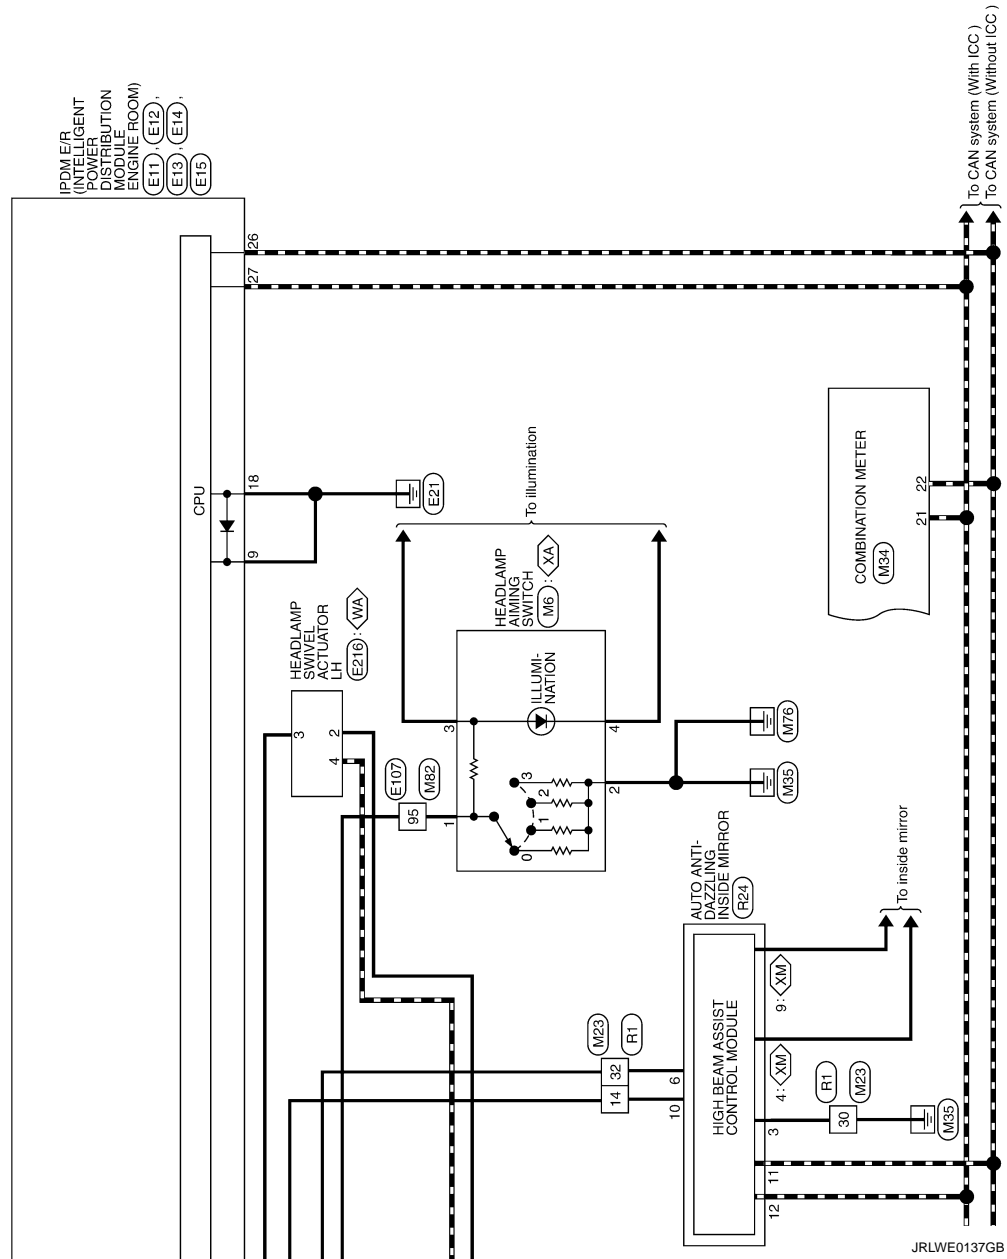 IPDM E/R
(INTELLIGENT
POWER
DISTRIBUTION
MODULE
ENGINE ROOM)
E11 , E12 ,
E13 , E14 ,
E15
To CAN system (With ICC )
To CAN system (Without ICC )
26
27
CPU
18
9
E21
To illumination
HEADLAMP
SWIVEL
ACTUATOR
LH
E216 : WA
3
2
4
HEADLAMP
AIMING
SWITCH
M6 : XA
ILLUMI-
NATION
3
4
1
2
0
1
2
3
E107
95
M82
M76
M35
COMBINATION METER
M34
22
21
AUTO ANTI-
DAZZLING
INSIDE MIRROR
R24
To inside mirror
HIGH BEAM ASSIST
CONTROL MODULE
9 : XM
4 : XM
M23
32
14
R1
6
10
3
R1
30
M23
M35
11
12
JRLWE0137GB